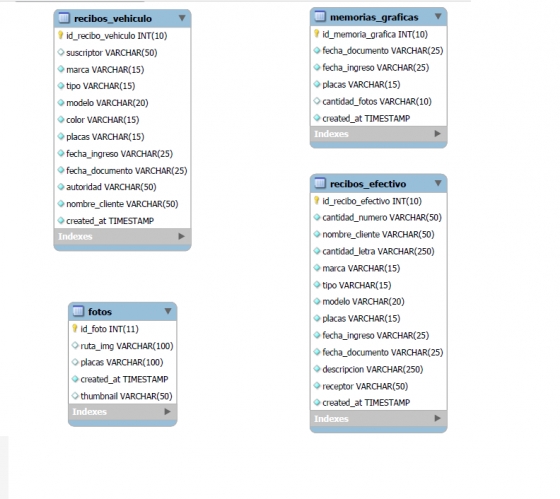 recibos_vehiculo
id_recibo_vehiculo INT(10)
suscriptor VARCHAR(50)
marca VARCHAR(15)
tipo VARCHAR(15)
modelo VARCHAR(20)
color VARCHAR(15)
placas VARCHAR(15)
fecha_ingreso VARCHAR(25)
fecha_documento VARCHAR(25)
autoridad VARCHAR(50)
nombre_cliente VARCHAR(50)
created_at TIMESTAMP
Indexes
memorias_graficas
id_memoria_grafica INT(10)
fecha_documento VARCHAR(25)
fecha_ingreso VARCHAR(25)
placas VARCHAR(15)
cantidad_fotos VARCHAR(10)
created_at TIMESTAMP
Indexes
recibos_efectivo
id_recibo_efectivo INT(10)
cantidad_numero VARCHAR(50)
nombre_cliente VARCHAR(50)
cantidad_letra VARCHAR(250)
marca VARCHAR(15)
tipo VARCHAR(15)
modelo VARCHAR(20)
placas VARCHAR(15)
fecha_ingreso VARCHAR(25)
fecha_documento VARCHAR(25)
descripcion VARCHAR(250)
receptor VARCHAR(50)
created_at TIMESTAMP
Indexes
fotos
id_foto INT(11)
ruta_img VARCHAR(100)
placas VARCHAR(100)
created_at TIMESTAMP
thumbnail VARCHAR(50)
Indexes